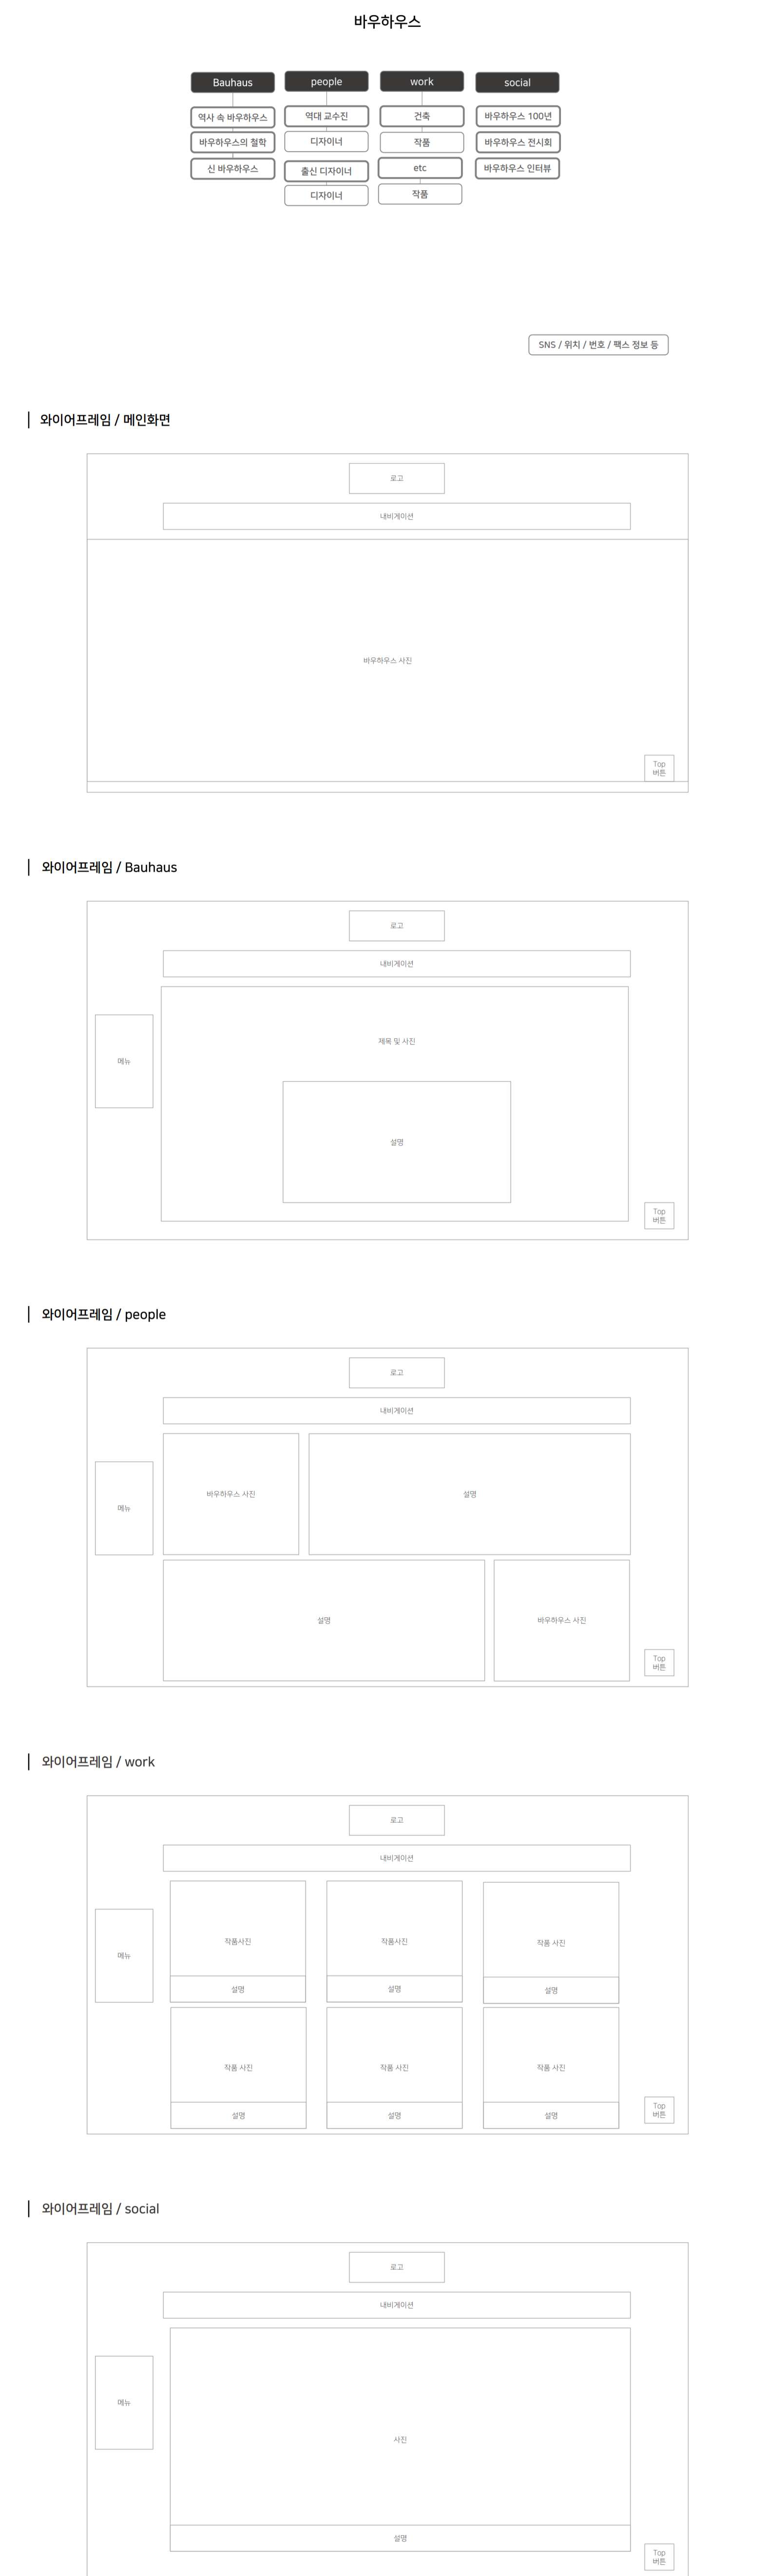 바우하우스
Bauhaus
people
work
social
역사 속 바우하우스
역대 교수진
건축
바우하우스 100년
바우하우스의 철학
디자이너
작품
바우하우스 전시회
신 바우하우스
출신 디자이너
etc
바우하우스 인터뷰
디자이너
작품
SNS / 위치 / 번호 / 팩스 정보 등
와이어프레임 / 메인화면
로고
내비게이션
바우하우스 사진
Top
버튼
와이어프레임 / Bauhaus
로고
내비게이션
제목 및 사진
메뉴
설명
Top
버튼
와이어프레임 / people
로고
내비게이션
바우하우스 사진
설명
메뉴
설명
바우하우스 사진
Top
버튼
와이어프레임 / work
로고
내비게이션
작품사진
작품사진
작품 사진
메뉴
설명
설명
설명
작품 사진
작품 사진
작품 사진
설명
설명
설명
Top
버튼
와이어프레임 / social
로고
내비게이션
메뉴
사진
설명
Top
버튼